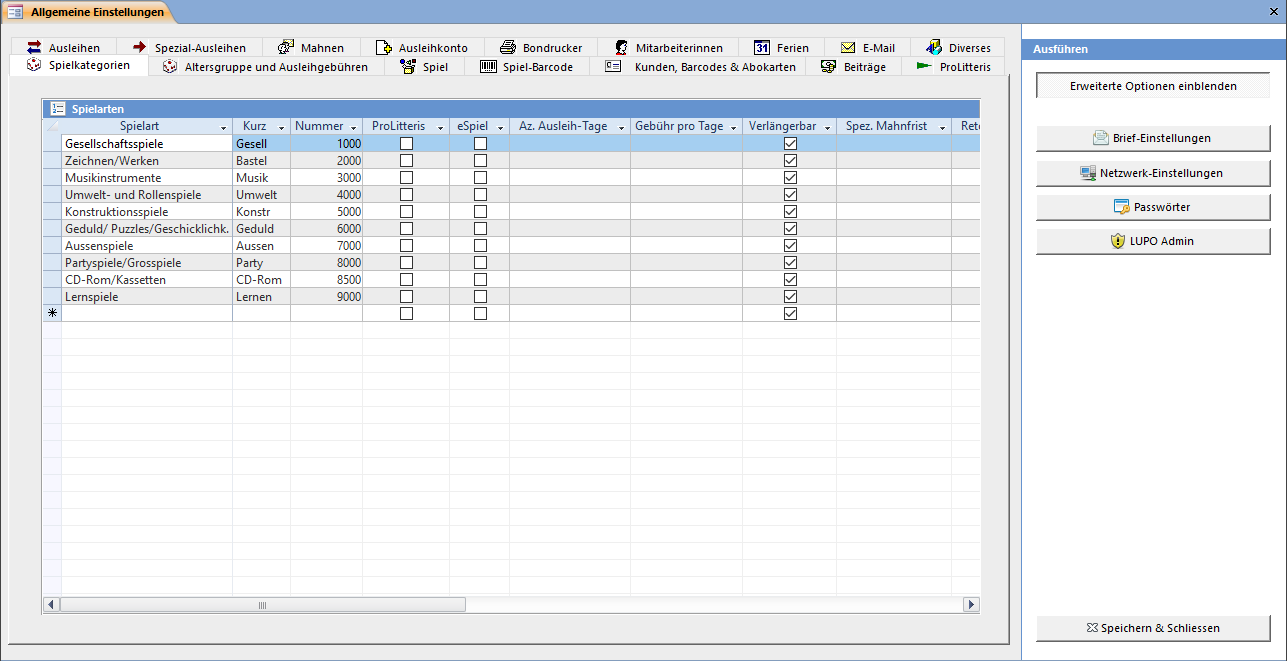 Allgemeine Einstellungen
Ausleihen Spezial-Ausleihen Mahnen Ausleihkonto Bondrucker Mitarbeiterinnen 31 Ferien E-Mail Diverses
Spielkategorien Altersgruppe und Ausleihgebühren Spiel Spiel-Barcode Kunden, Barcodes & Abokarten Beiträge ProLitteris
Spielarten
Spielart Kurz Nummer ProLitteris eSpiel Az. Ausleih-Tage Gebühr pro Tage Verlängerbar Spez. Mahnfrist Reto
Gesellschaftsspiele Gesell 1000
Zeichnen/Werken Bastel 2000
Musikinstrumente Musik 3000
Umwelt- und Rollenspiele Umwelt 4000
Konstruktionsspiele Konstr 5000
Geduld/ Puzzles/Geschicklichk. Geduld 6000
Aussenspiele Aussen 7000
Partyspiele/Grosspiele Party 8000
CD-Rom/Kassetten CD-Rom 8500
Lernspiele Lernen 9000
Ausführen
Erweiterte Optionen einblenden
Brief-Einstellungen
Netzwerk-Einstellungen
Passwörter
LUPO Admin
Speichern & Schliessen